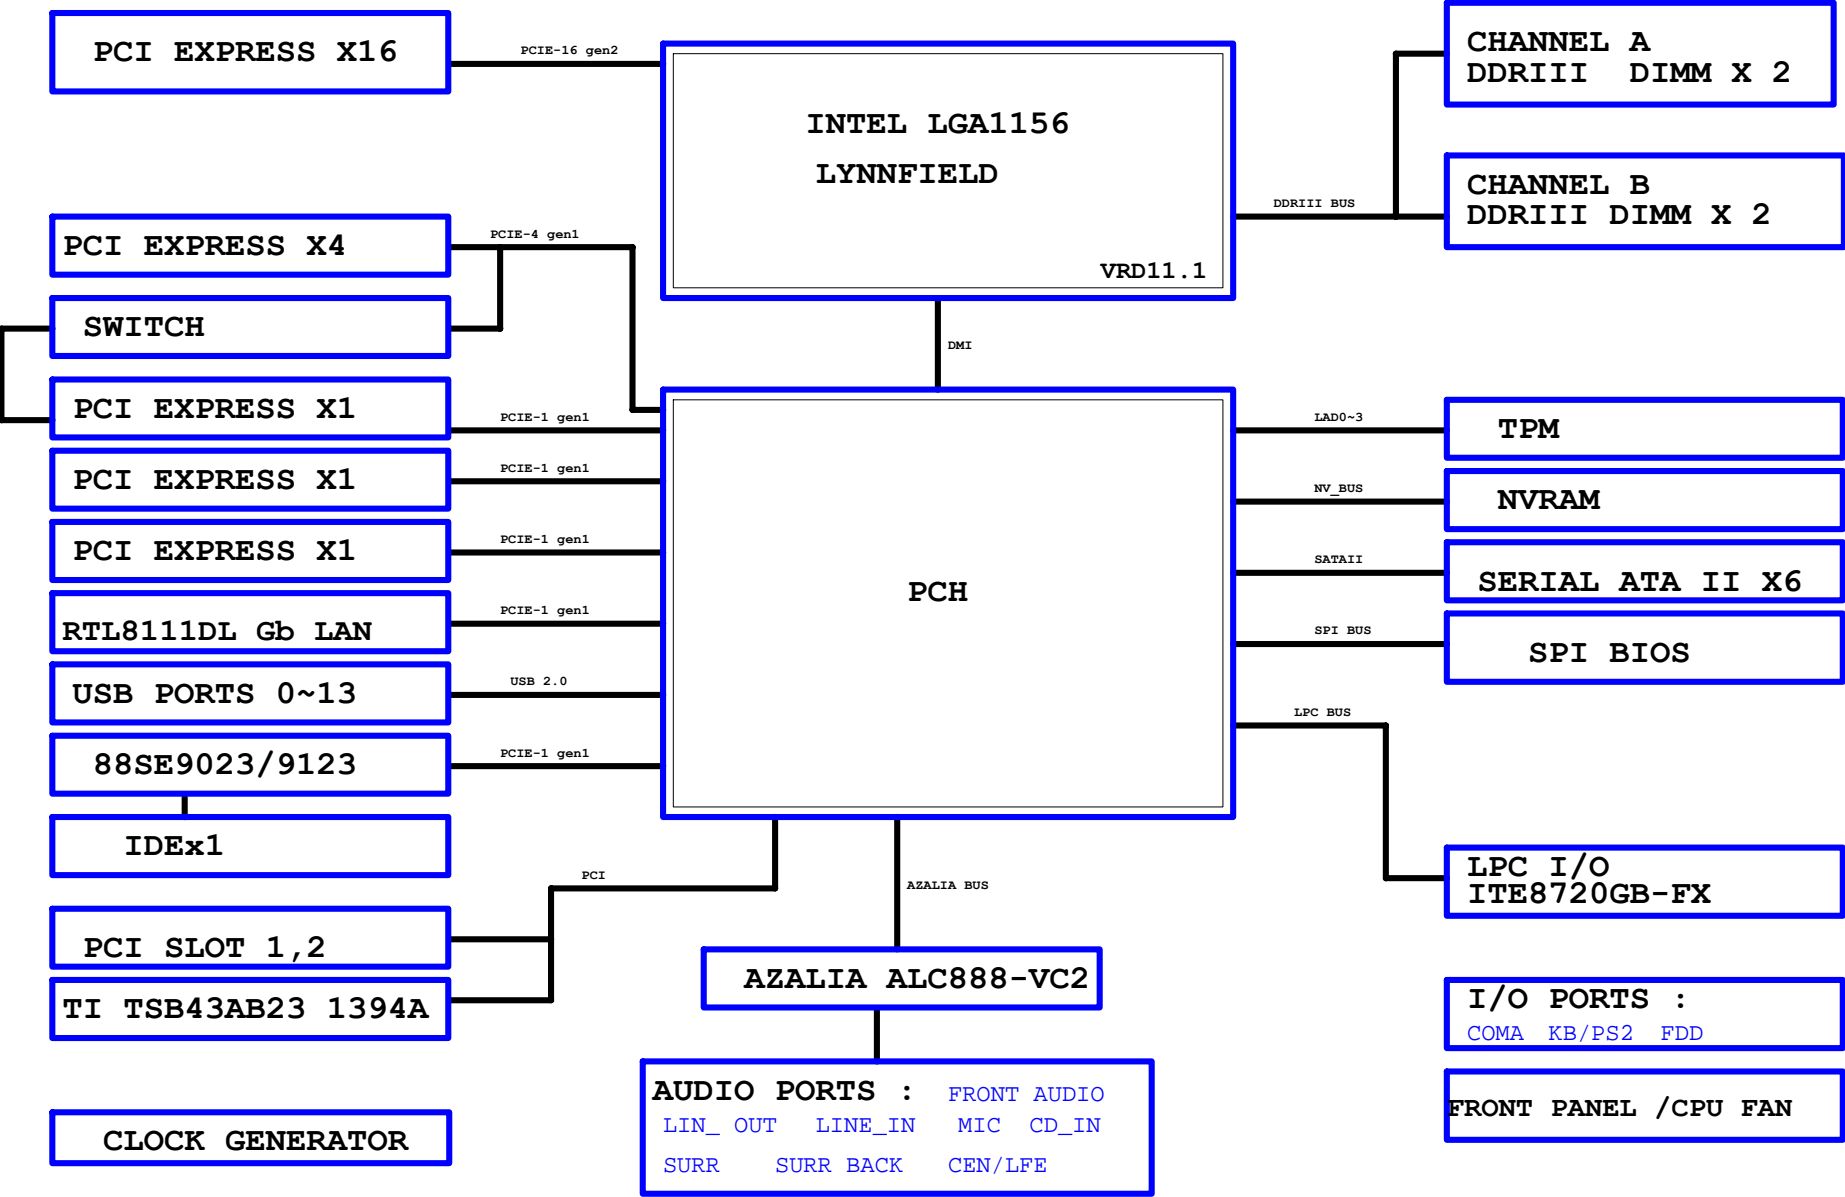 PCI EXPRESS X16
PCIE-16 gen2
INTEL LGA1156
LYNNFIELD
VRD11.1
CHANNEL A
DDRIII DIMM X 2
CHANNEL B
DDRIII DIMM X 2
DDRIII BUS
PCI EXPRESS X4
PCIE-4 gen1
SWITCH
DMI
PCI EXPRESS X1
PCIE-1 gen1
PCI EXPRESS X1
PCIE-1 gen1
PCI EXPRESS X1
PCIE-1 gen1
RTL8111DL Gb LAN
PCIE-1 gen1
USB PORTS 0~13
USB 2.0
88SE9023/9123
PCIE-1 gen1
IDEx1
PCH
LAD0~3
TPM
NV_BUS
NVRAM
SATAII
SERIAL ATA II X6
SPI BUS
SPI BIOS
LPC BUS
LPC I/O
ITE8720GB-FX
PCI
PCI SLOT 1,2
TI TSB43AB23 1394A
AZALIA BUS
AZALIA ALC888-VC2
I/O PORTS :
COMA KB/PS2 FDD
AUDIO PORTS : FRONT AUDIO
LIN_ OUT LINE_IN MIC CD_IN
SURR SURR BACK CEN/LFE
FRONT PANEL /CPU FAN
CLOCK GENERATOR